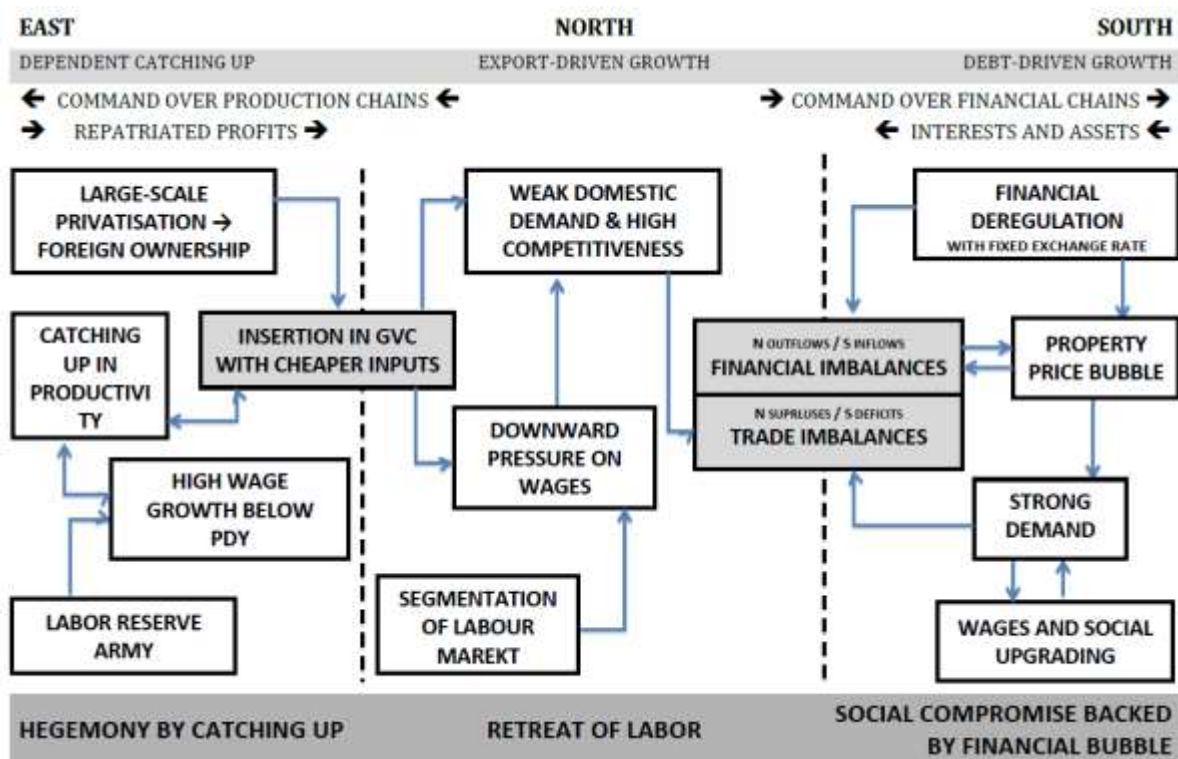 EAST NORTH SOUTH
DEPENDENT CATCHING UP EXPORT-DRIVEN GROWTH DEBT-DRIVEN GROWTH
← COMMAND OVER PRODUCTION CHAINS ← → COMMAND OVER FINANCIAL CHAINS →
→ REPATRIATED PROFITS → ← INTERESTS AND ASSETS ←
LARGE-SCALE
PRIVATISATION →
FOREIGN OWNERSHIP
WEAK DOMESTIC
DEMAND & HIGH
COMPETITIVENESS
FINANCIAL
DEREGULATION
WITH FIXED EXCHANGE RATE
CATCHING
UP IN
PRODUCTIVI
TY
INSERTION IN GVC
WITH CHEAPER INPUTS
N OUTFLOWS / S INFLOWS
FINANCIAL IMBALANCES
N SUPRLUSES / S DEFICITS
TRADE IMBALANCES
PROPERTY
PRICE BUBBLE
DOWNWARD
PRESSURE ON
WAGES
HIGH WAGE
GROWTH BELOW
PDY
STRONG
DEMAND
LABOR RESERVE
ARMY
SEGMENTATION
OF LABOUR
MAREKT
WAGES AND SOCIAL
UPGRADING
HEGEMONY BY CATCHING UP
RETREAT OF LABOR
SOCIAL COMPROMISE BACKED
BY FINANCIAL BUBBLE